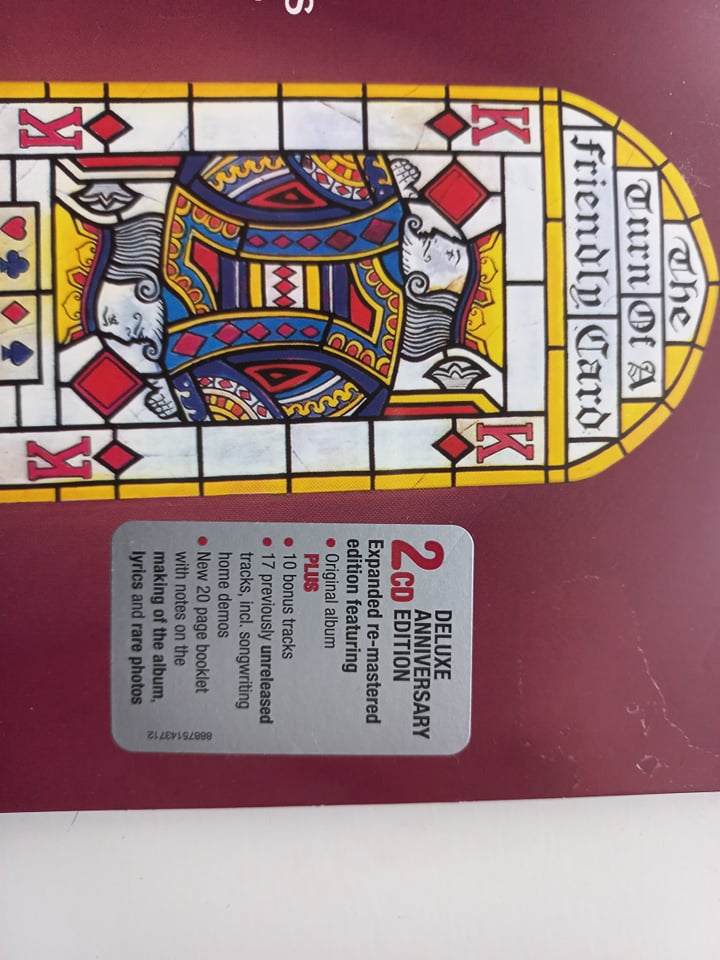 S
The
Turn Of A
Friendly Card
K
K
K
K
DELUXE
ANNIVERSARY
2CD EDITION
Expanded re-mastered
edition featuring
• Original album
PLUS
• 10 bonus tracks
• 17 previously unreleased
tracks, incl. songwriting
home demos
• New 20 page booklet
with notes on the
making of the album,
lyrics and rare photos
88875143712